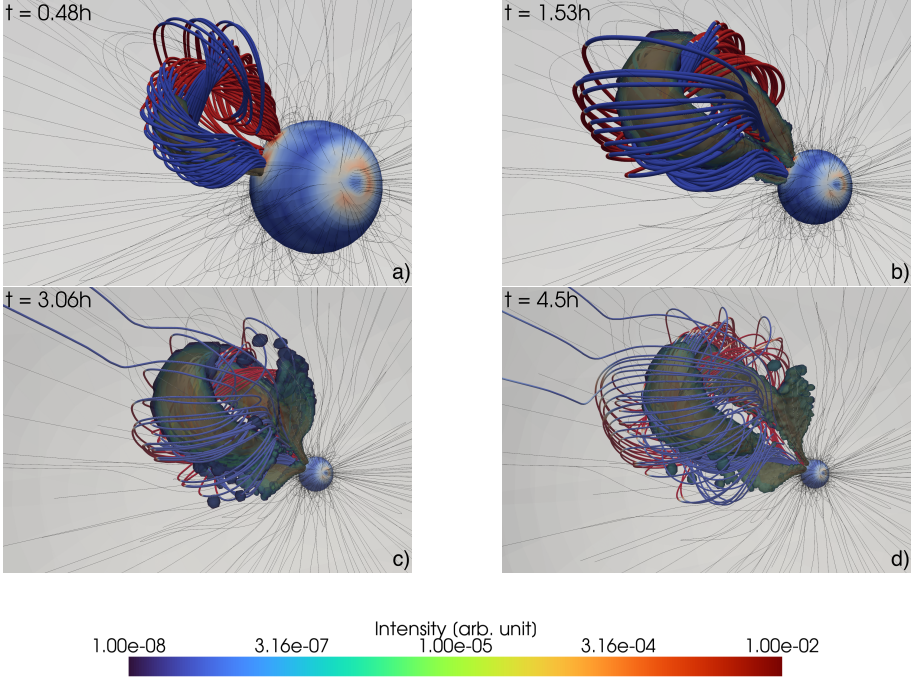 t = 0.48h
a)
t = 1.53h
b)
t = 3.06h
c)
t = 4.5h
d)
Intensity (arb. unit)
1.00e-08 3.16e-07 1.00e-05 3.16e-04 1.00e-02